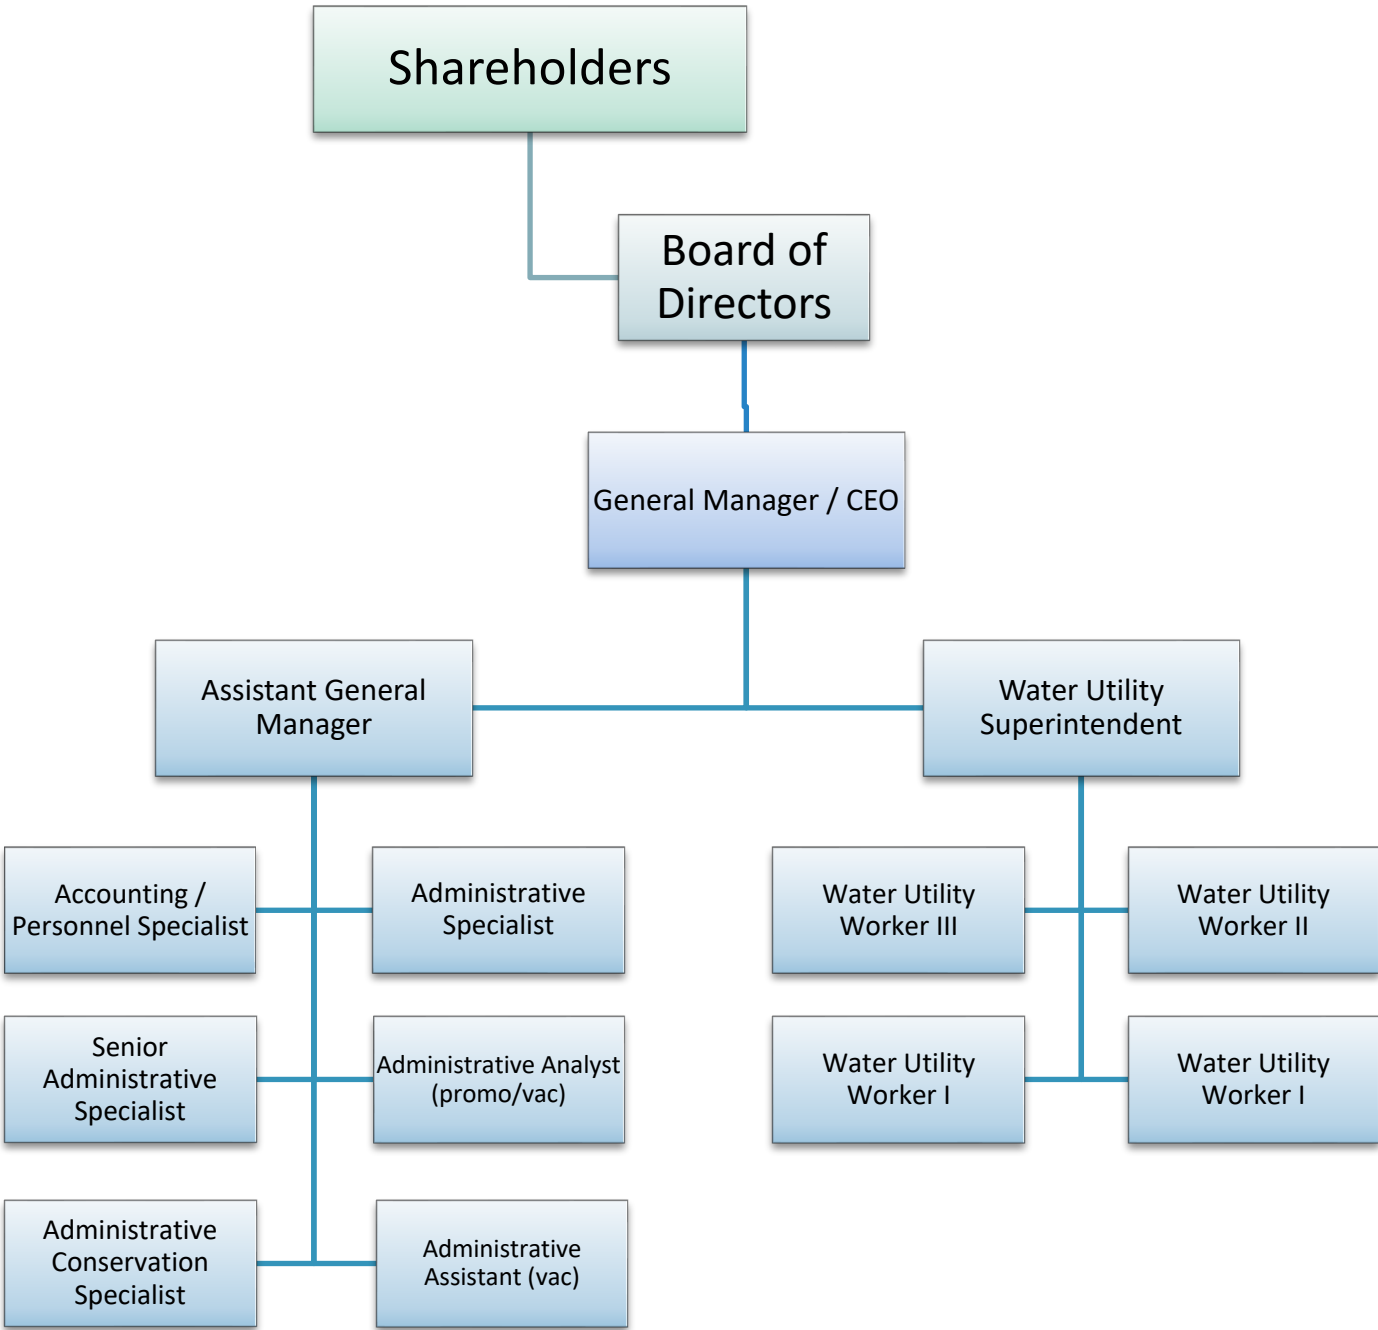 Shareholders
Board of
Directors
General Manager / CEO
Assistant General
Manager
Water Utility
Superintendent
Accounting /
Personnel Specialist
Administrative
Specialist
Water Utility
Worker III
Water Utility
Worker II
Senior
Administrative
Specialist
Administrative Analyst
(promo/vac)
Water Utility
Worker I
Water Utility
Worker I
Administrative
Conservation
Specialist
Administrative
Assistant (vac)